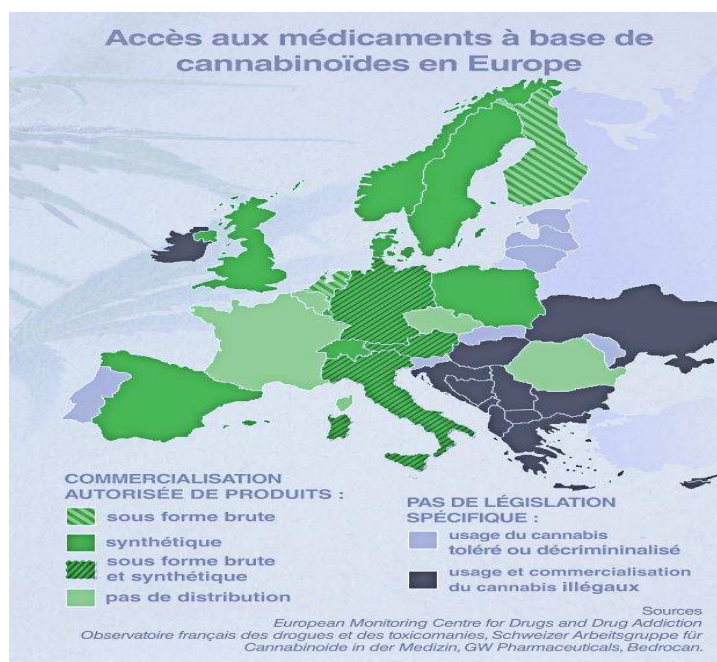 Accès aux médicaments à base de
cannabinoïdes en Europe
COMMERCIALISATION
AUTORISÉE DE PRODUITS :
sous forme brute
synthétique
sous forme brute
et synthétique
pas de distribution
PAS DE LÉGISLATION
SPÉCIFIQUE :
usage du cannabis
toléré ou décrimininalisé
usage et commercialisation
du cannabis illégaux
Sources
European Monitoring Centre for Drugs and Drug Addiction
Observatoire français des drogues et des toxicomanies, Schweizer Arbeitsgruppe für
Cannabinoide in der Medizin, GW Pharmaceuticals, Bedrocan.